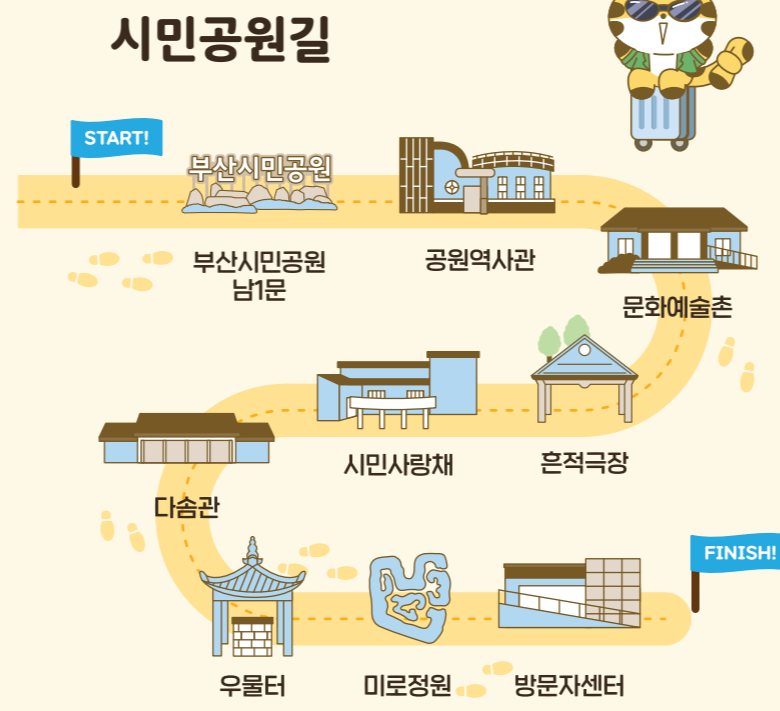 시민공원길
START!
부산시민공원
부산시민공원
남1문
공원역사관
문화예술촌
흔적극장
시민사랑채
다솜관
우물터
미로정원
방문자센터
FINISH!